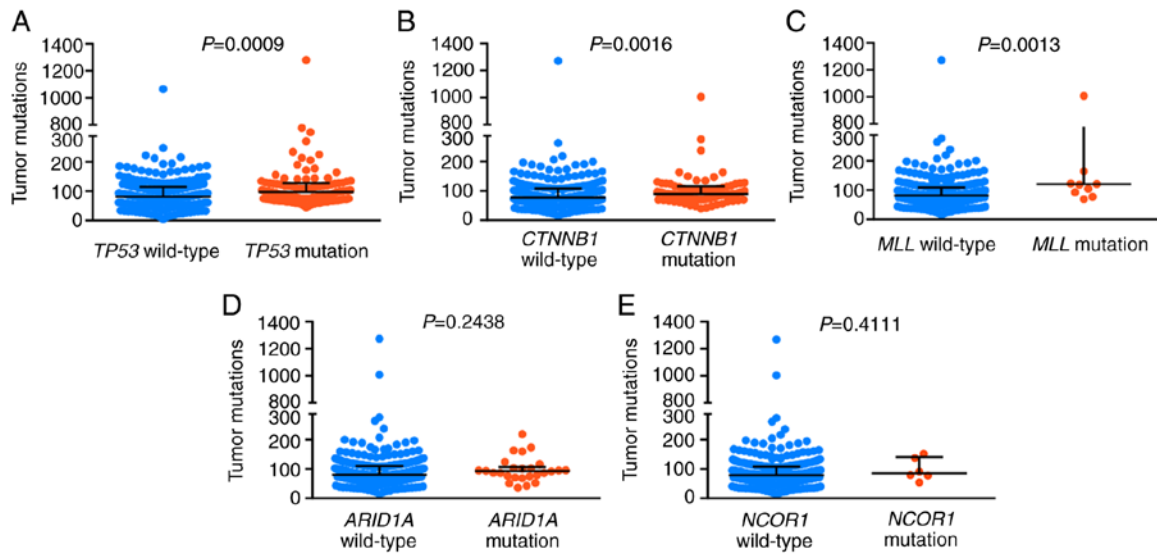 A
P=0.0009
Tumor mutations
1400
1200
1000
800
300
200
100
0
TP53 wild-type
TP53 mutation
B
P=0.0016
Tumor mutations
1400
1200
1000
800
300
200
100
0
CTNNB1
wild-type
CTNNB1
mutation
C
P=0.0013
Tumor mutations
1400
1200
1000
800
300
200
100
0
MLL wild-type
MLL mutation
D
P=0.2438
Tumor mutations
1400
1200
1000
800
300
200
100
0
ARID1A
wild-type
ARID1A
mutation
E
P=0.4111
Tumor mutations
1400
1200
1000
800
300
200
100
0
NCOR1
wild-type
NCOR1
mutation